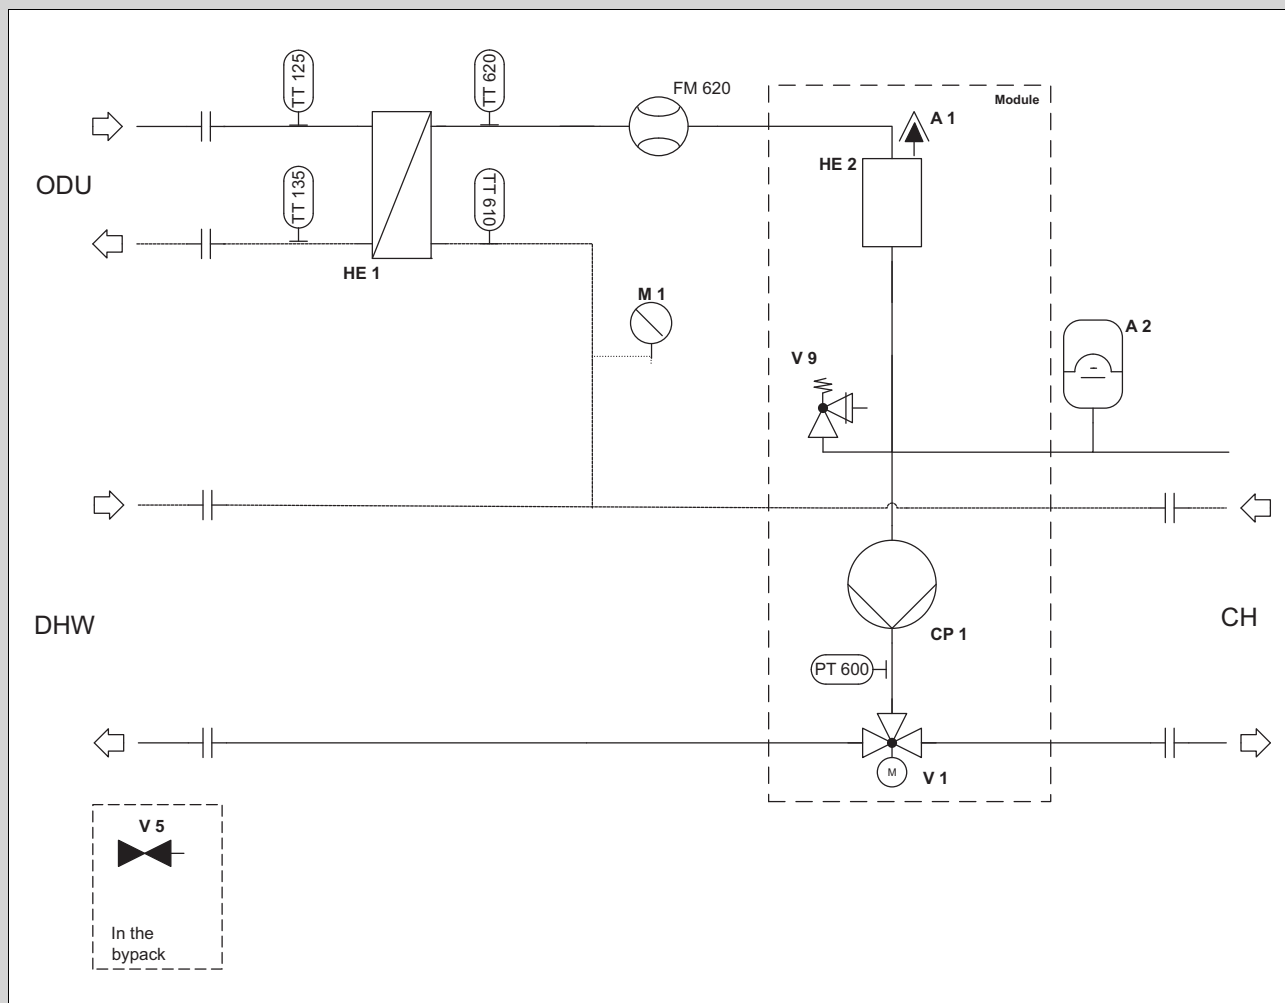 TT 125
TT 620
FM 620
Module
A 1
HE 2
ODU
TT 135
TT 610
HE 1
M 1
A 2
V 9
DHW
CP 1
CH
PT 600
M
V 1
V 5
In the
bypack